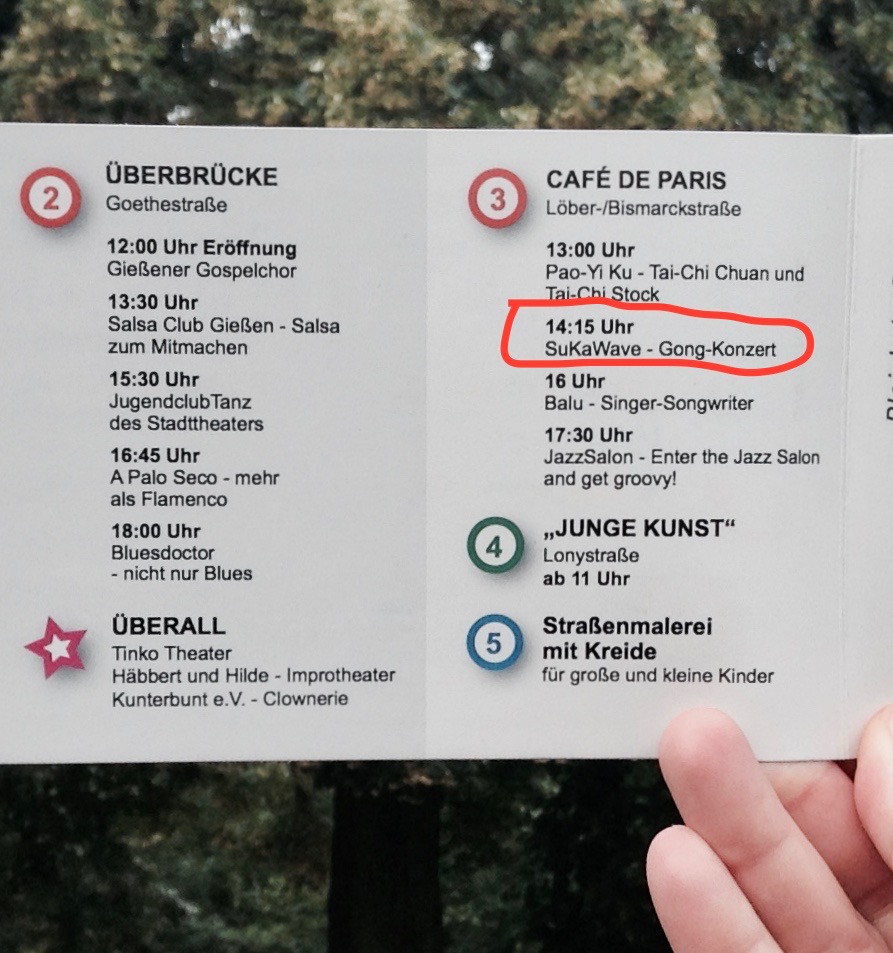 2
ÜBERBRÜCKE
Goethestraße
12:00 Uhr Eröffnung
Gießener Gospelchor
13:30 Uhr
Salsa Club Gießen - Salsa
zum Mitmachen
15:30 Uhr
JugendclubTanz
des Stadttheaters
16:45 Uhr
A Palo Seco - mehr
als Flamenco
18:00 Uhr
Bluesdoctor
- nicht nur Blues
ÜBERALL
Tinko Theater
Häbbert und Hilde - Improtheater
Kunterbunt e.V. - Clownerie
3
CAFÉ DE PARIS
Löber-/Bismarckstraße
13:00 Uhr
Pao-Yi Ku - Tai-Chi Chuan und
Tai-Chi Stock
14:15 Uhr
SuKaWave - Gong-Konzert
16 Uhr
Balu - Singer-Songwriter
17:30 Uhr
JazzSalon - Enter the Jazz Salon
and get groovy!
4
„JUNGE KUNST“
Lonystraße
ab 11 Uhr
5
Straßenmalerei
mit Kreide
für große und kleine Kinder